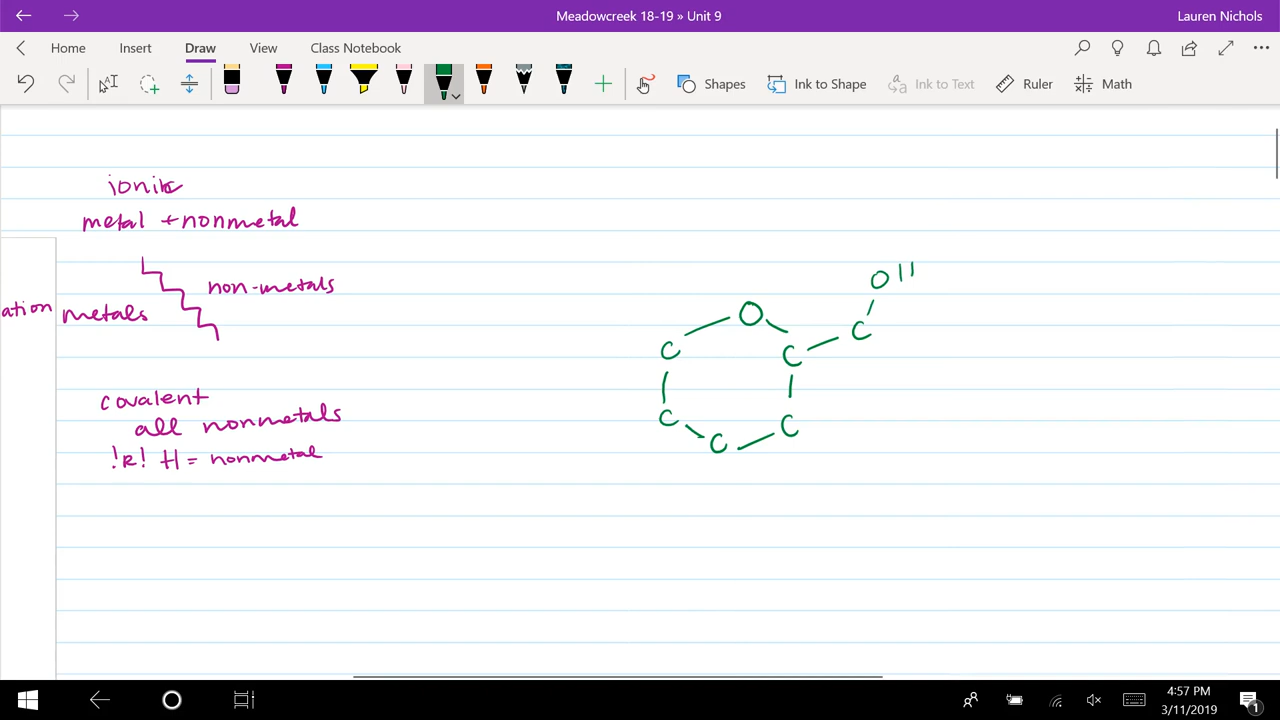 Meadowcreek 18-19 » Unit 9
Lauren Nichols
Home Insert Draw View Class Notebook
Shapes Ink to Shape Ink to Text Ruler Math
ionic
metal + nonmetal
non-metals
ation metals
covalent
all nonmetals
!R! H = nonmetal
O11
O
C
C C
C C
C
4:57 PM
3/11/2019
1